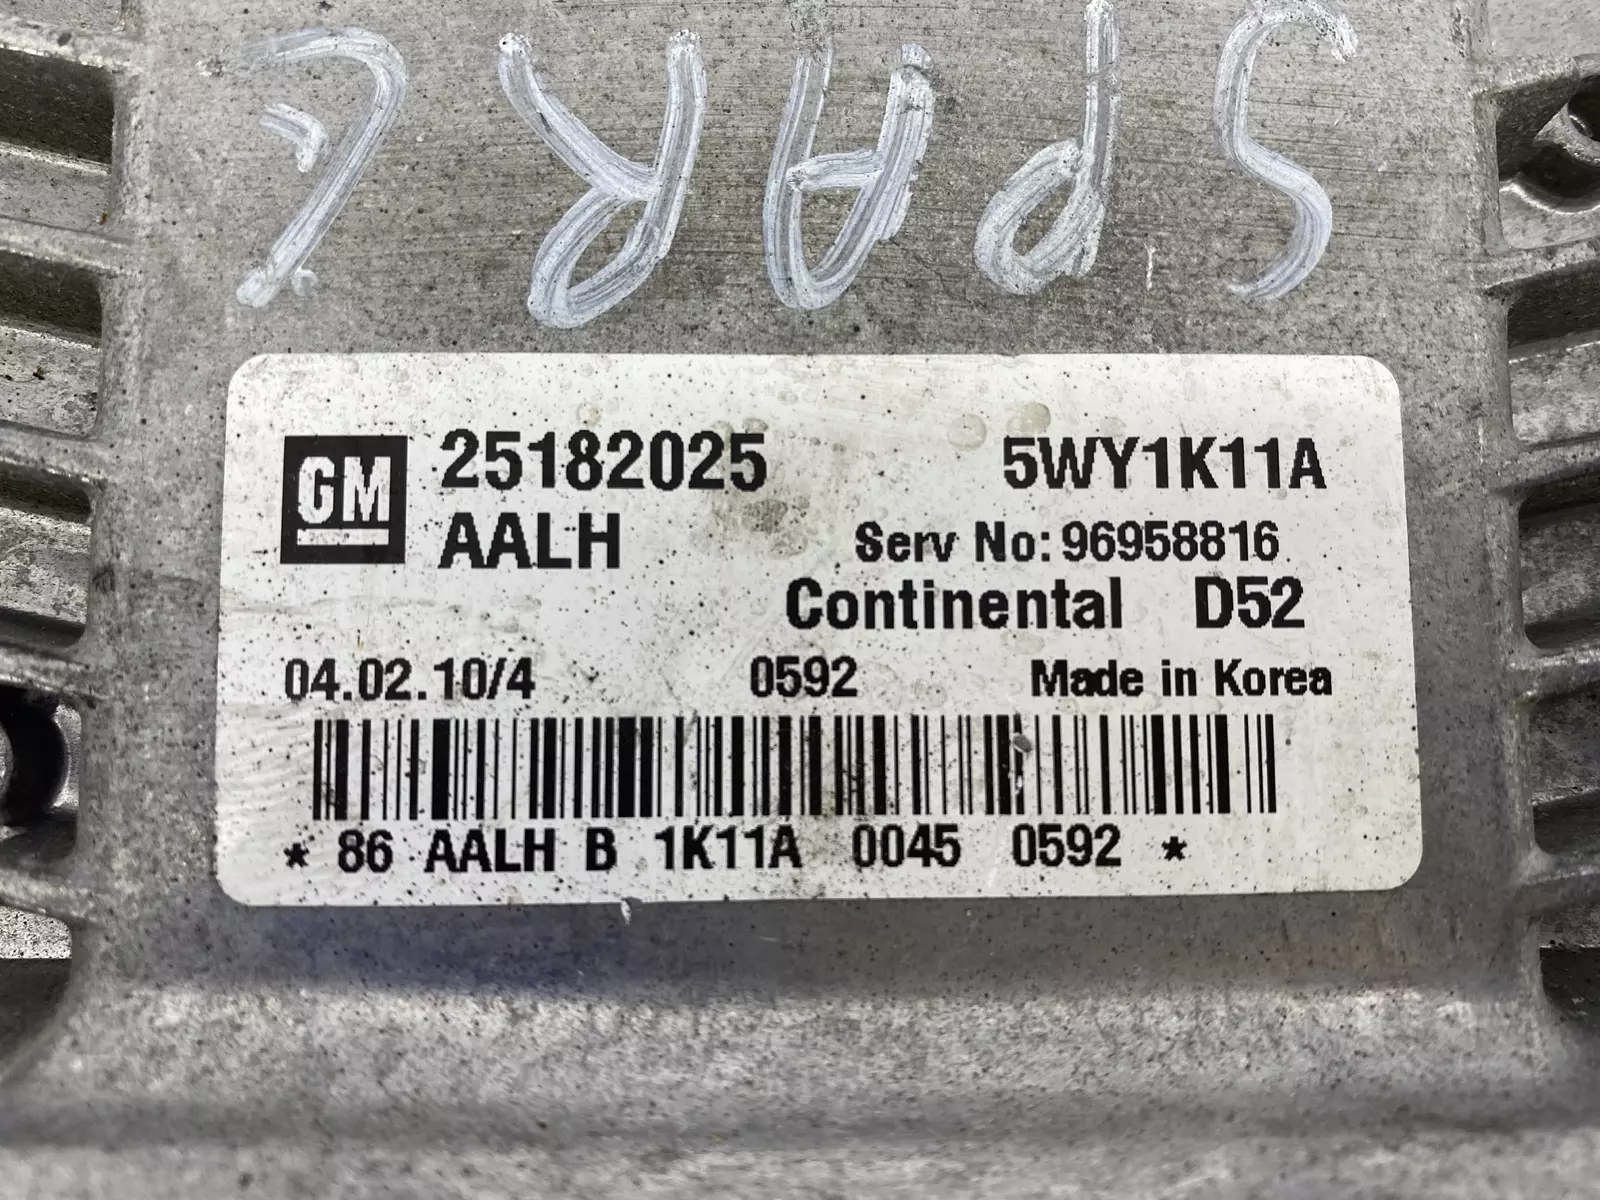 SPARE
GM
25182025 5WY1K11A
AALH Serv No: 96958816
Continental D52
04.02.10/4 0592 Made in Korea
* 86 AALH B 1K11A 0045 0592 *